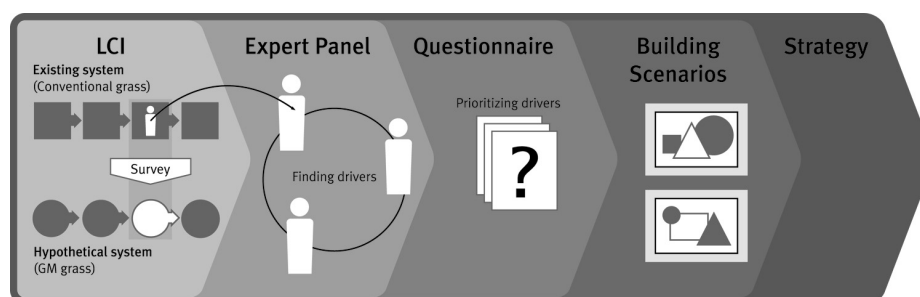 LCI
Existing system
(Conventional grass)
Survey
Hypothetical system
(GM grass)
Expert Panel
Finding drivers
Questionnaire
Prioritizing drivers
?
Building
Scenarios
Strategy